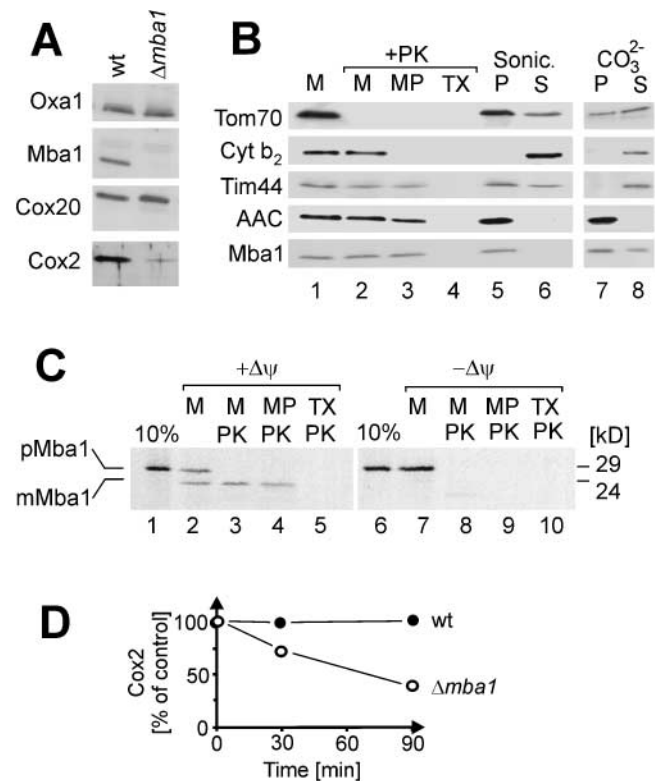 A
wt Δmba1
Oxa1
Mba1
Cox20
Cox2
B
+PK Sonic. CO₃²⁻
M M MP TX P S P S
Tom70
Cyt b₂
Tim44
AAC
Mba1
1 2 3 4 5 6 7 8
C
+Δψ −Δψ
M M MP TX M M MP TX
10% PK PK PK 10% PK PK PK [kD]
pMba1 29
mMba1 24
1 2 3 4 5 6 7 8 9 10
D
Cox2
[% of control]
100
50
50
0
wt
Δmba1
0 30 60 90
Time [min]